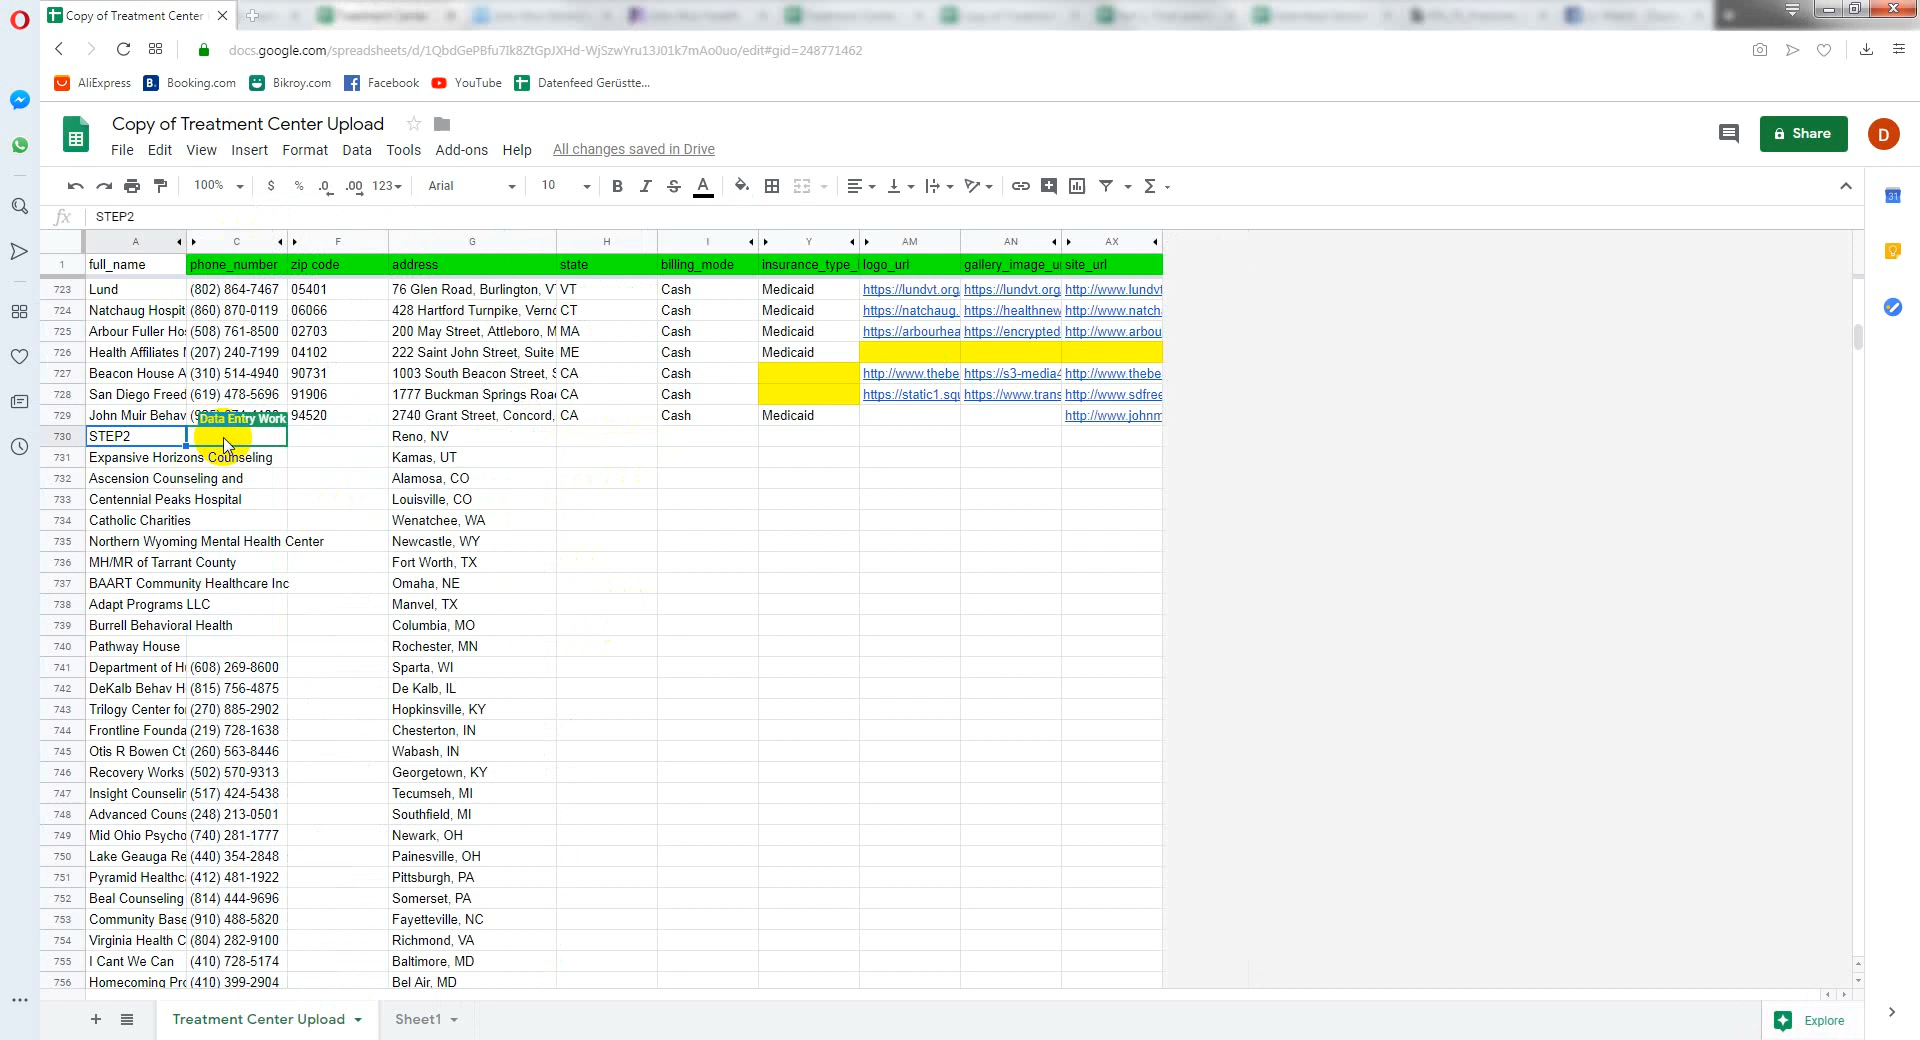 Copy of Treatment Center
docs.google.com/spreadsheets/d/1QbdGePBfu7Ik8ZtGpJXHd-WjSzwYru13J01k7mAo0uo/edit#gid=248771462
AliExpress Booking.com Bikroy.com Facebook YouTube Datenfeed Gerüstte...
Copy of Treatment Center Upload
Share
D
File Edit View Insert Format Data Tools Add-ons Help All changes saved in Drive
100% $ % .0 .00 123 Arial 10 B I S A
fx STEP2
A C F G H I Y AM AN AX
1 full_name phone_number zip code address state billing_mode insurance_type_ logo_url gallery_image_u site_url
723 Lund (802) 864-7467 05401 76 Glen Road, Burlington, V VT Cash Medicaid https://lundvt.org https://lundvt.org http://www.lundvt
724 Natchaug Hospit (860) 870-0119 06066 428 Hartford Turnpike, Vern CT Cash Medicaid https://natchaug. https://healthnew http://www.natch
725 Arbour Fuller Ho (508) 761-8500 02703 200 May Street, Attleboro, M MA Cash Medicaid https://arbourhea https://encrypted http://www.arbou
726 Health Affiliates (207) 240-7199 04102 222 Saint John Street, Suite ME Cash Medicaid
727 Beacon House A (310) 514-4940 90731 1003 South Beacon Street, S CA Cash http://www.thebe https://s3-media4 http://www.thebe
728 San Diego Freed (619) 478-5696 91906 1777 Buckman Springs Roa CA Cash https://static1.squ https://www.trans http://www.sdfree
729 John Muir Behav 94520 2740 Grant Street, Concord, CA Cash Medicaid http://www.johnm
Data Entry Work
730 STEP2 Reno, NV
731 Expansive Horizons Counseling Kamas, UT
732 Ascension Counseling and Alamosa, CO
733 Centennial Peaks Hospital Louisville, CO
734 Catholic Charities Wenatchee, WA
735 Northern Wyoming Mental Health Center Newcastle, WY
736 MH/MR of Tarrant County Fort Worth, TX
737 BAART Community Healthcare Inc Omaha, NE
738 Adapt Programs LLC Manvel, TX
739 Burrell Behavioral Health Columbia, MO
740 Pathway House Rochester, MN
741 Department of H (608) 269-8600 Sparta, WI
742 DeKalb Behav H (815) 756-4875 De Kalb, IL
743 Trilogy Center fo (270) 885-2902 Hopkinsville, KY
744 Frontline Founda (219) 728-1638 Chesterton, IN
745 Otis R Bowen Ct (260) 563-8446 Wabash, IN
746 Recovery Works (502) 570-9313 Georgetown, KY
747 Insight Counselin (517) 424-5438 Tecumseh, MI
748 Advanced Couns (248) 213-0501 Southfield, MI
749 Mid Ohio Psycho (740) 281-1777 Newark, OH
750 Lake Geauga Re (440) 354-2848 Painesville, OH
751 Pyramid Healthc (412) 481-1922 Pittsburgh, PA
752 Beal Counseling (814) 444-9696 Somerset, PA
753 Community Base (910) 488-5820 Fayetteville, NC
754 Virginia Health C (804) 282-9100 Richmond, VA
755 I Cant We Can (410) 728-5174 Baltimore, MD
756 Homecoming Pro (410) 399-2904 Bel Air, MD
Treatment Center Upload Sheet1 Explore